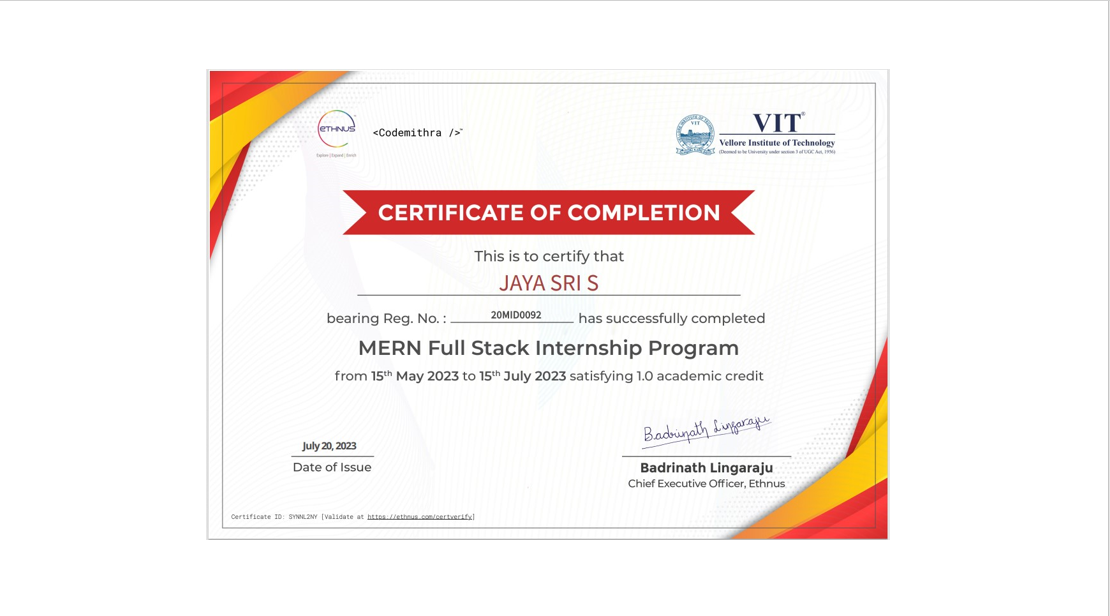 eTHNUS
Explore | Expand | Enrich
<Codemithra />™
VIT®
Vellore Institute of Technology
(Deemed to be University under section 3 of UGC Act, 1956)
CERTIFICATE OF COMPLETION
This is to certify that
JAYA SRI S
bearing Reg. No. : 20MID0092 has successfully completed
MERN Full Stack Internship Program
from 15th May 2023 to 15th July 2023 satisfying 1.0 academic credit
Badrinath Lingaraju
July 20, 2023
Date of Issue
Badrinath Lingaraju
Chief Executive Officer, Ethnus
Certificate ID: SYNNL2NY [Validate at https://ethnus.com/certverify]